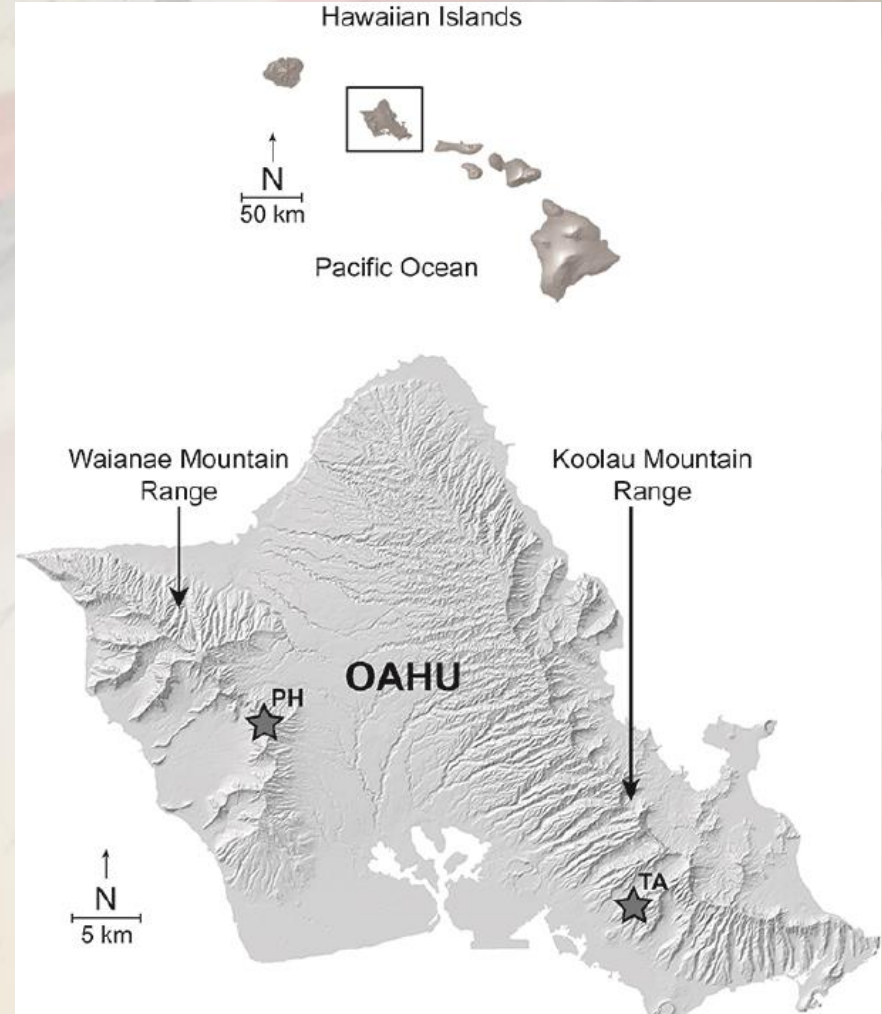 Hawaiian Islands
N
50 km
Pacific Ocean
Waianae Mountain
Range
Koolau Mountain
Range
OAHU
PH
N
5 km
TA